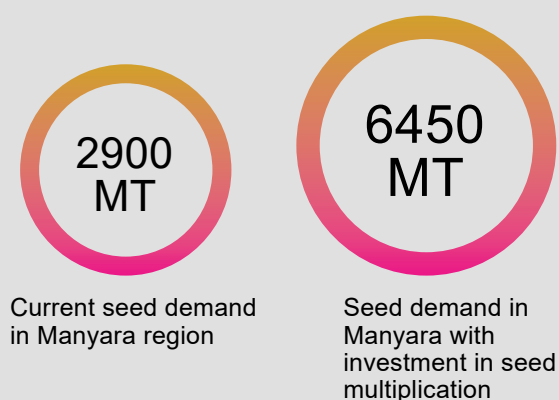 2900
MT
6450
MT
Current seed demand
in Manyara region
Seed demand in
Manyara with
investment in seed
multiplication